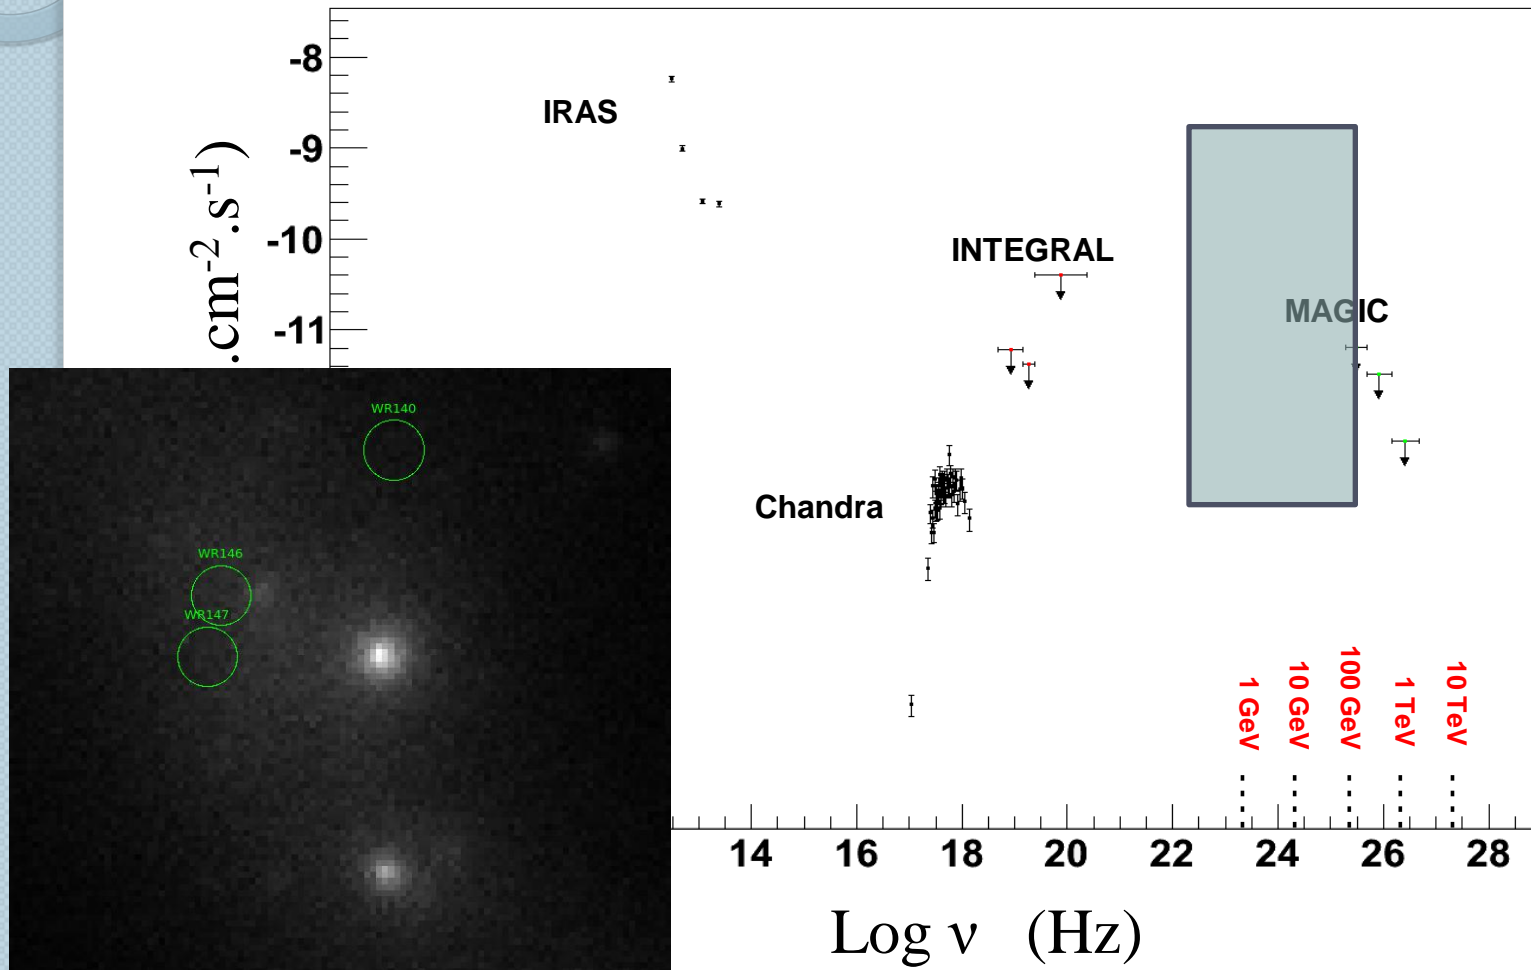 -8
-9
-10
-11
.cm⁻².s⁻¹)
IRAS
INTEGRAL
MAGIC
Chandra
WR140
WR146
WR147
1 GeV
10 GeV
100 GeV
1 TeV
10 TeV
14 16 18 20 22 24 26 28
Log ν (Hz)